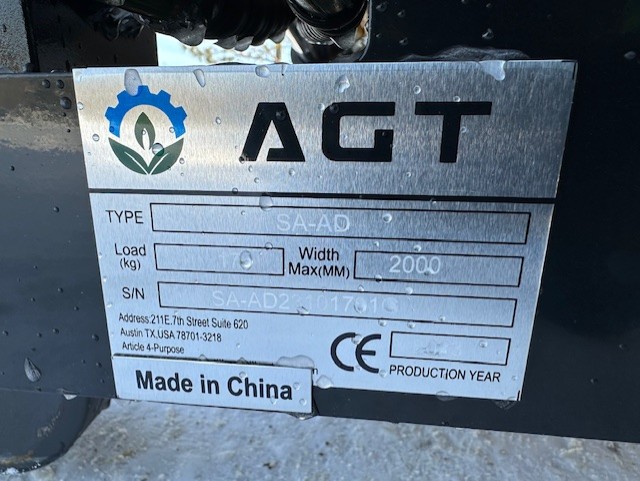 AGT
TYPE SA-AD
Load (kg) Width Max(MM) 2000
S/N
Address:211E.7th Street Suite 620
Austin TX,USA 78701-3218
Article 4-Purpose
CE
PRODUCTION YEAR
Made in China